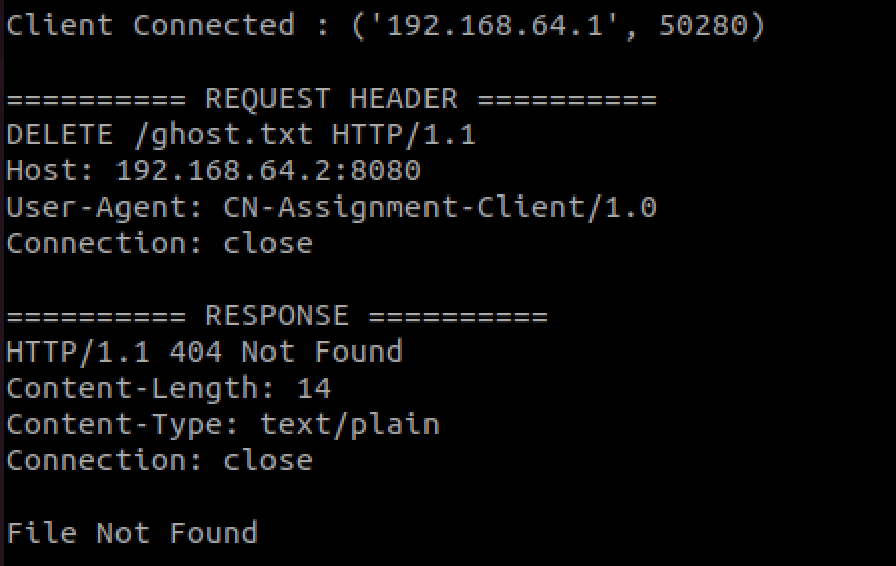 Client Connected : ('192.168.64.1', 50280)
========== REQUEST HEADER ==========
DELETE /ghost.txt HTTP/1.1
Host: 192.168.64.2:8080
User-Agent: CN-Assignment-Client/1.0
Connection: close
========== RESPONSE ==========
HTTP/1.1 404 Not Found
Content-Length: 14
Content-Type: text/plain
Connection: close
File Not Found